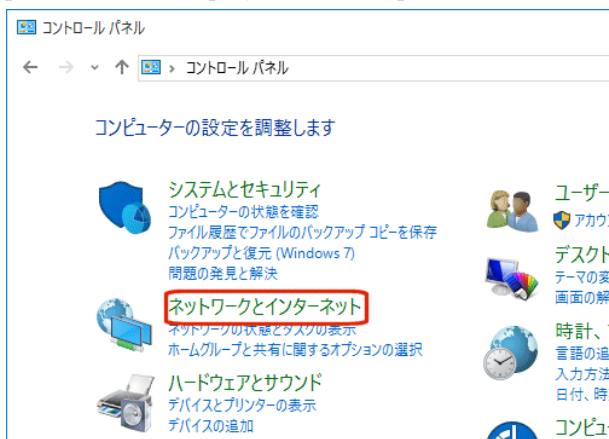 コントロール パネル
コントロール パネル
コンピューターの設定を調整します
システムとセキュリティ
コンピューターの状態を確認
ファイル履歴でファイルのバックアップ コピーを保存
バックアップと復元 (Windows 7)
問題の発見と解決
ネットワークとインターネット
ネットワークの状態とタスクの表示
ホームグループと共有に関するオプションの選択
ハードウェアとサウンド
デバイスとプリンターの表示
デバイスの追加
ユーザー
アカウ
デスクト
テーマの変
画面の解
時計、
言語の追
入力方法
日付、時
コンピュ